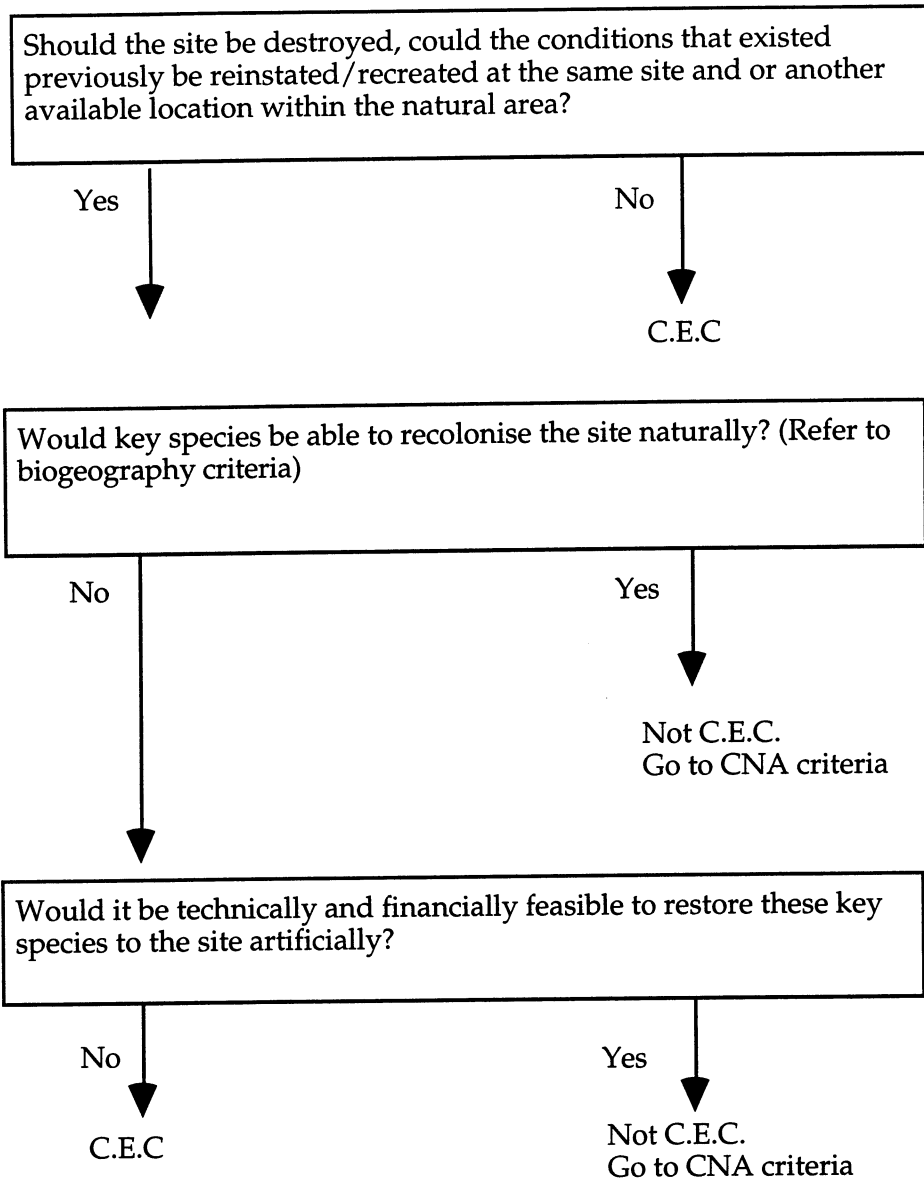 Should the site be destroyed, could the conditions that existed
previously be reinstated/recreated at the same site and or another
available location within the natural area?
Yes
No
C.E.C
Would key species be able to recolonise the site naturally? (Refer to
biogeography criteria)
No
Yes
Not C.E.C.
Go to CNA criteria
Would it be technically and financially feasible to restore these key
species to the site artificially?
No
Yes
C.E.C
Not C.E.C.
Go to CNA criteria